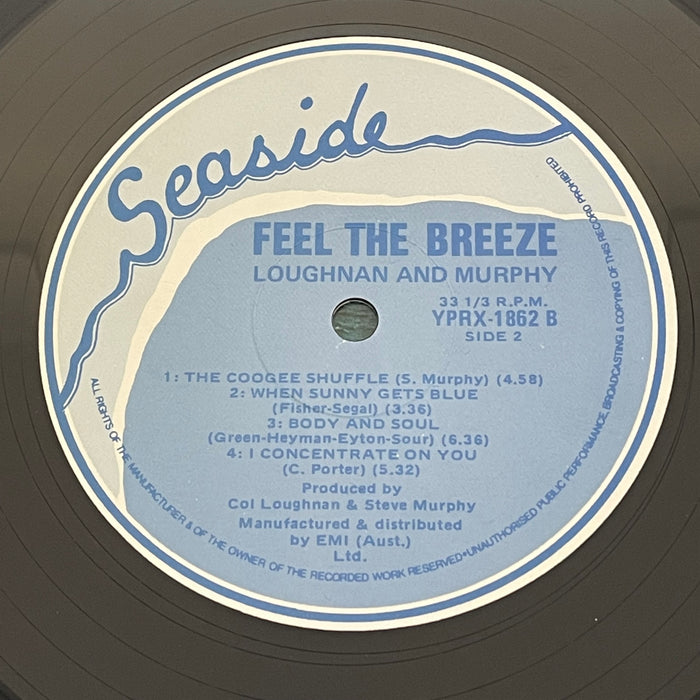 Seaside
FEEL THE BREEZE
LOUGHNAN AND MURPHY
33 1/3 R.P.M.
YPRX-1862 B
SIDE 2
1: THE COOGEE SHUFFLE (S. Murphy) (4.58)
2: WHEN SUNNY GETS BLUE
(Fisher-Segal) (3.36)
3: BODY AND SOUL
(Green-Heyman-Eyton-Sour) (6.36)
4: I CONCENTRATE ON YOU
(C. Porter) (5.32)
Produced by
Col Loughnan & Steve Murphy
Manufactured & distributed
by EMI (Aust.)
Ltd.
ALL RIGHTS OF THE MANUFACTURER & OF THE OWNER OF THE RECORDED WORK RESERVED•UNAUTHORISED PUBLIC PERFORMANCE, BROADCASTING & COPYING OF THIS RECORD PROHIBITED